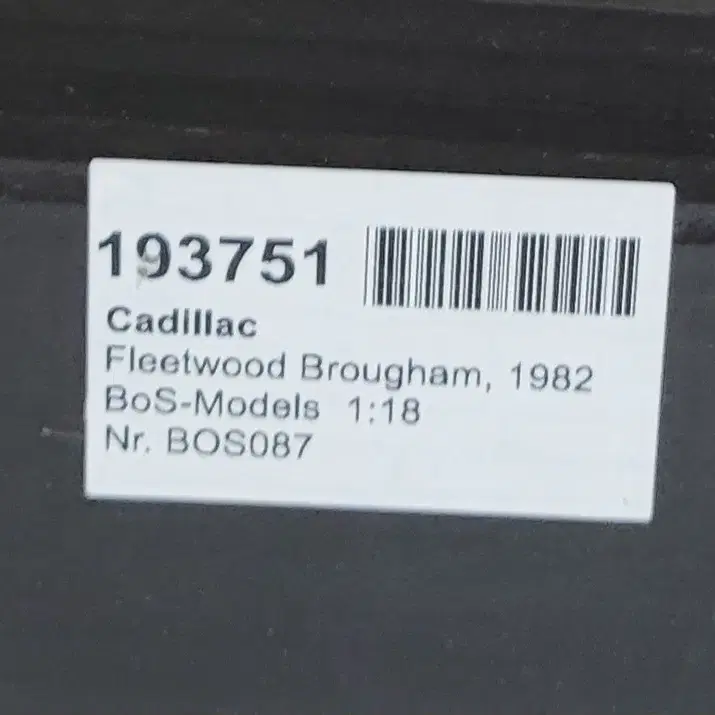 193751
Cadillac
Fleetwood Brougham, 1982
BoS-Models 1:18
Nr. BOS087